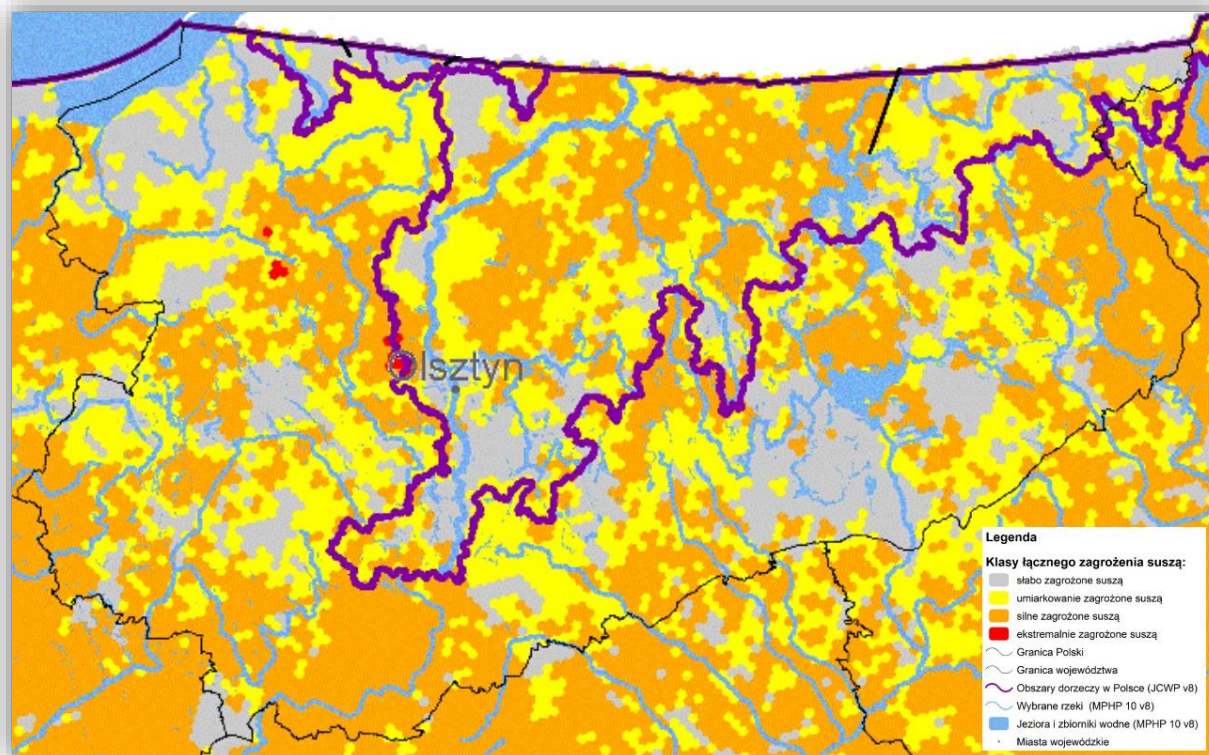 Olsztyn
Legenda
Klasy łącznego zagrożenia suszą:
słabo zagrożone suszą
umiarkowanie zagrożone suszą
silne zagrożone suszą
ekstremalnie zagrożone suszą
Granica Polski
Granica województwa
Obszary dorzeczy w Polsce (JCWP v8)
Wybrane rzeki (MPHP 10 v8)
Jeziora i zbiorniki wodne (MPHP 10 v8)
Miasta wojewódzkie